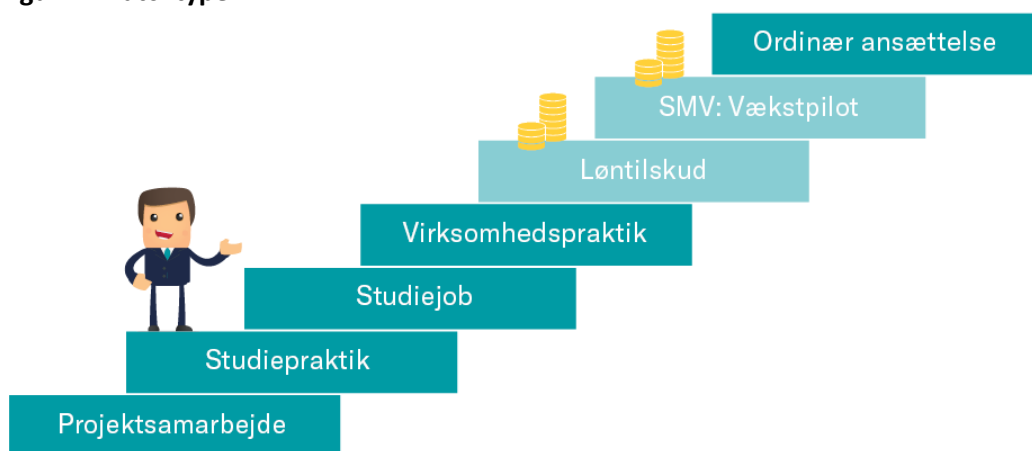 Ordinær ansættelse
SMV: Vækstpilot
Løntilskud
Virksomhedspraktik
Studiejob
Studiepraktik
Projektsamarbejde